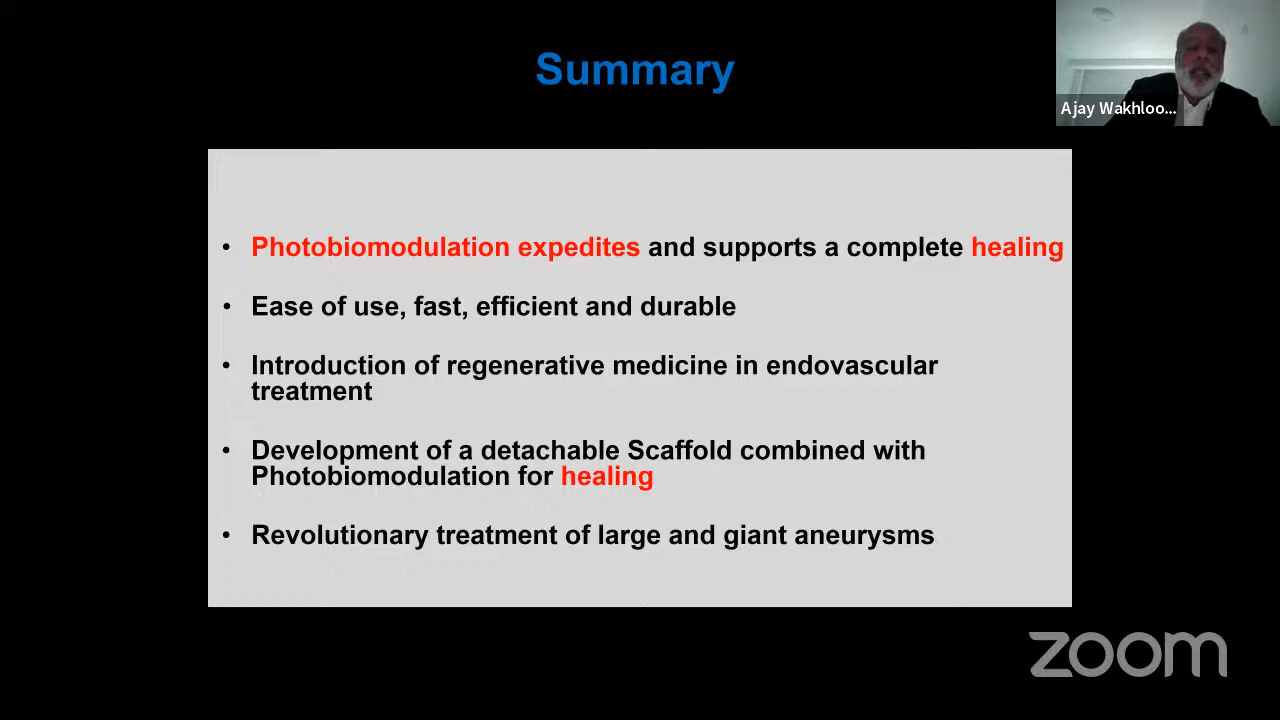 Summary
Ajay Wakhloo...
• Photobiomodulation expedites and supports a complete healing
• Ease of use, fast, efficient and durable
• Introduction of regenerative medicine in endovascular
treatment
• Development of a detachable Scaffold combined with
Photobiomodulation for healing
• Revolutionary treatment of large and giant aneurysms
zoom